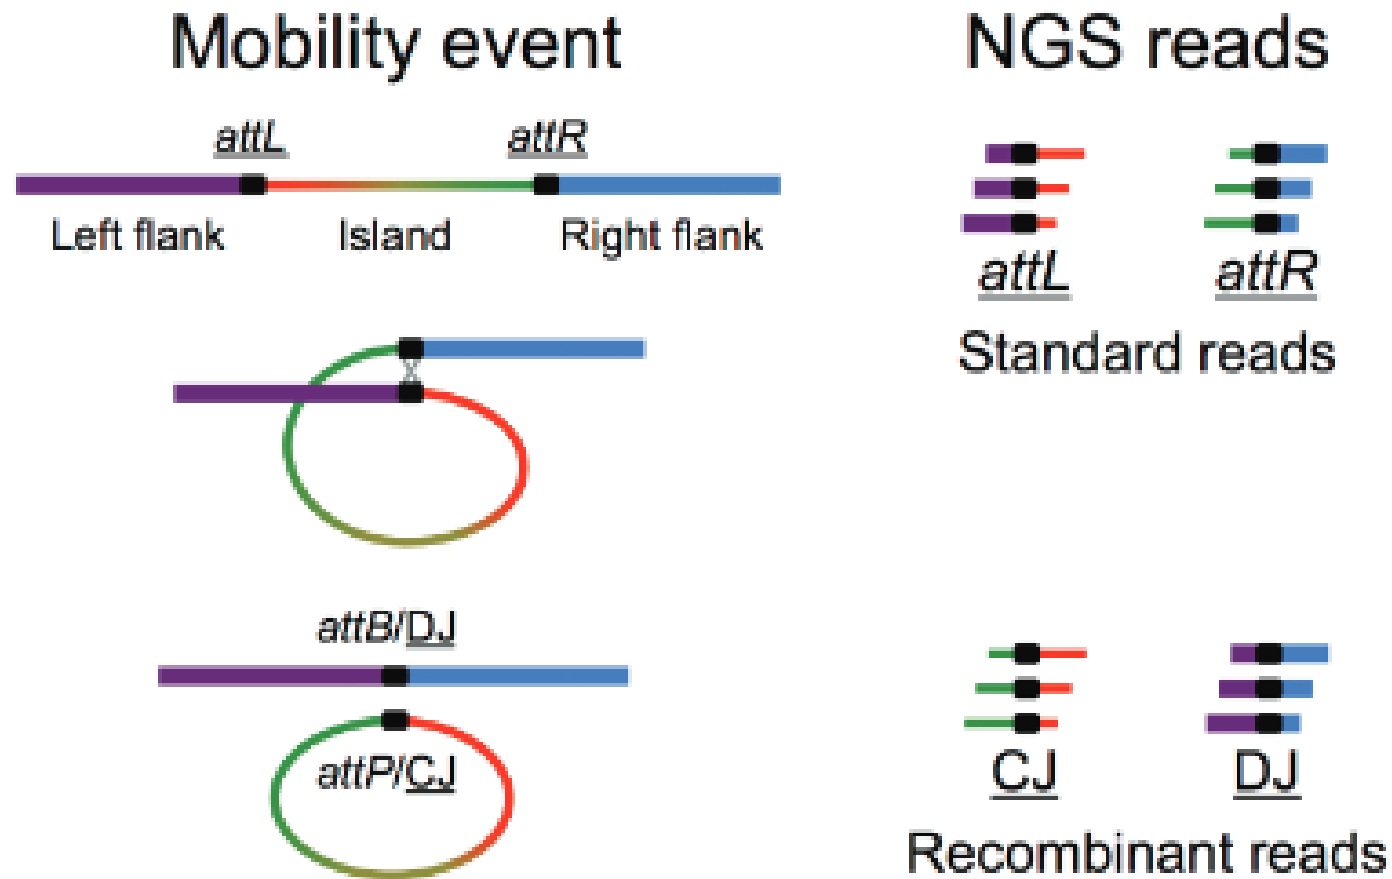 Mobility event
NGS reads
attL
attR
Left flank
Island
Right flank
attL
attR
Standard reads
attB/DJ
attP/CJ
CJ
DJ
Recombinant reads